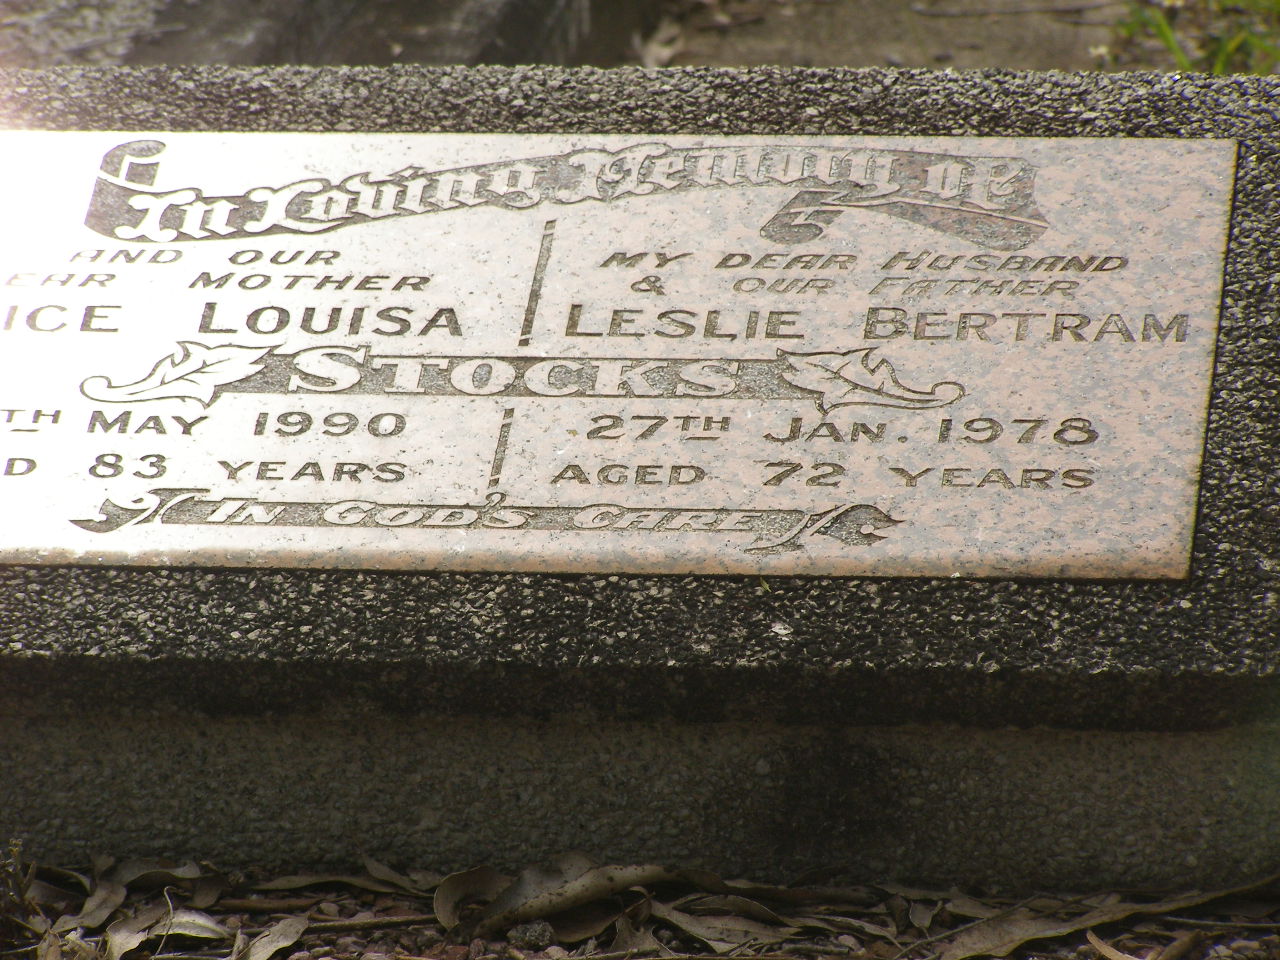 In Loving Memory of
AND OUR
EAR MOTHER
ICE LOUISA
MY DEAR HUSBAND
& OUR FATHER
LESLIE BERTRAM
STOCKS
TH MAY 1990
D 83 YEARS
27TH JAN. 1978
AGED 72 YEARS
IN GOD'S CARE